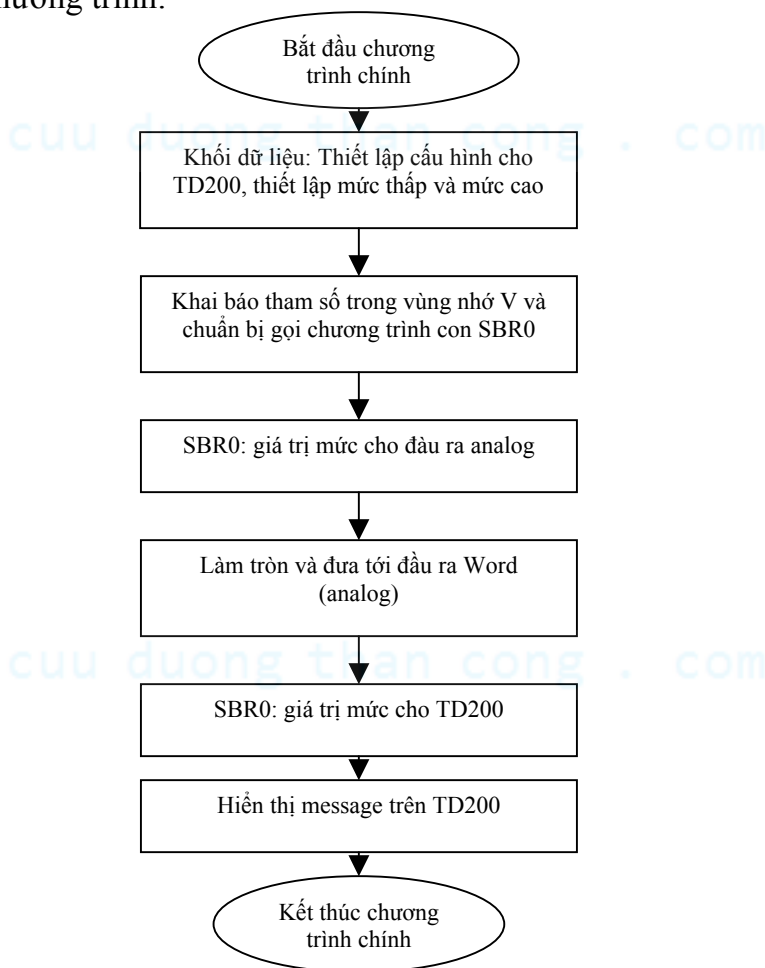 trình.
Bắt đầu chương
trình chính
cuu duong than cong . com
Khối dữ liệu: Thiết lập cấu hình cho
TD200, thiết lập mức thấp và mức cao
Khai báo tham số trong vùng nhớ V và
chuẩn bị gọi chương trình con SBR0
SBR0: giá trị mức cho đàu ra analog
Làm tròn và đưa tới đầu ra Word
(analog)
cuu duong than cong . com
SBR0: giá trị mức cho TD200
Hiển thị message trên TD200
Kết thúc chương
trình chính